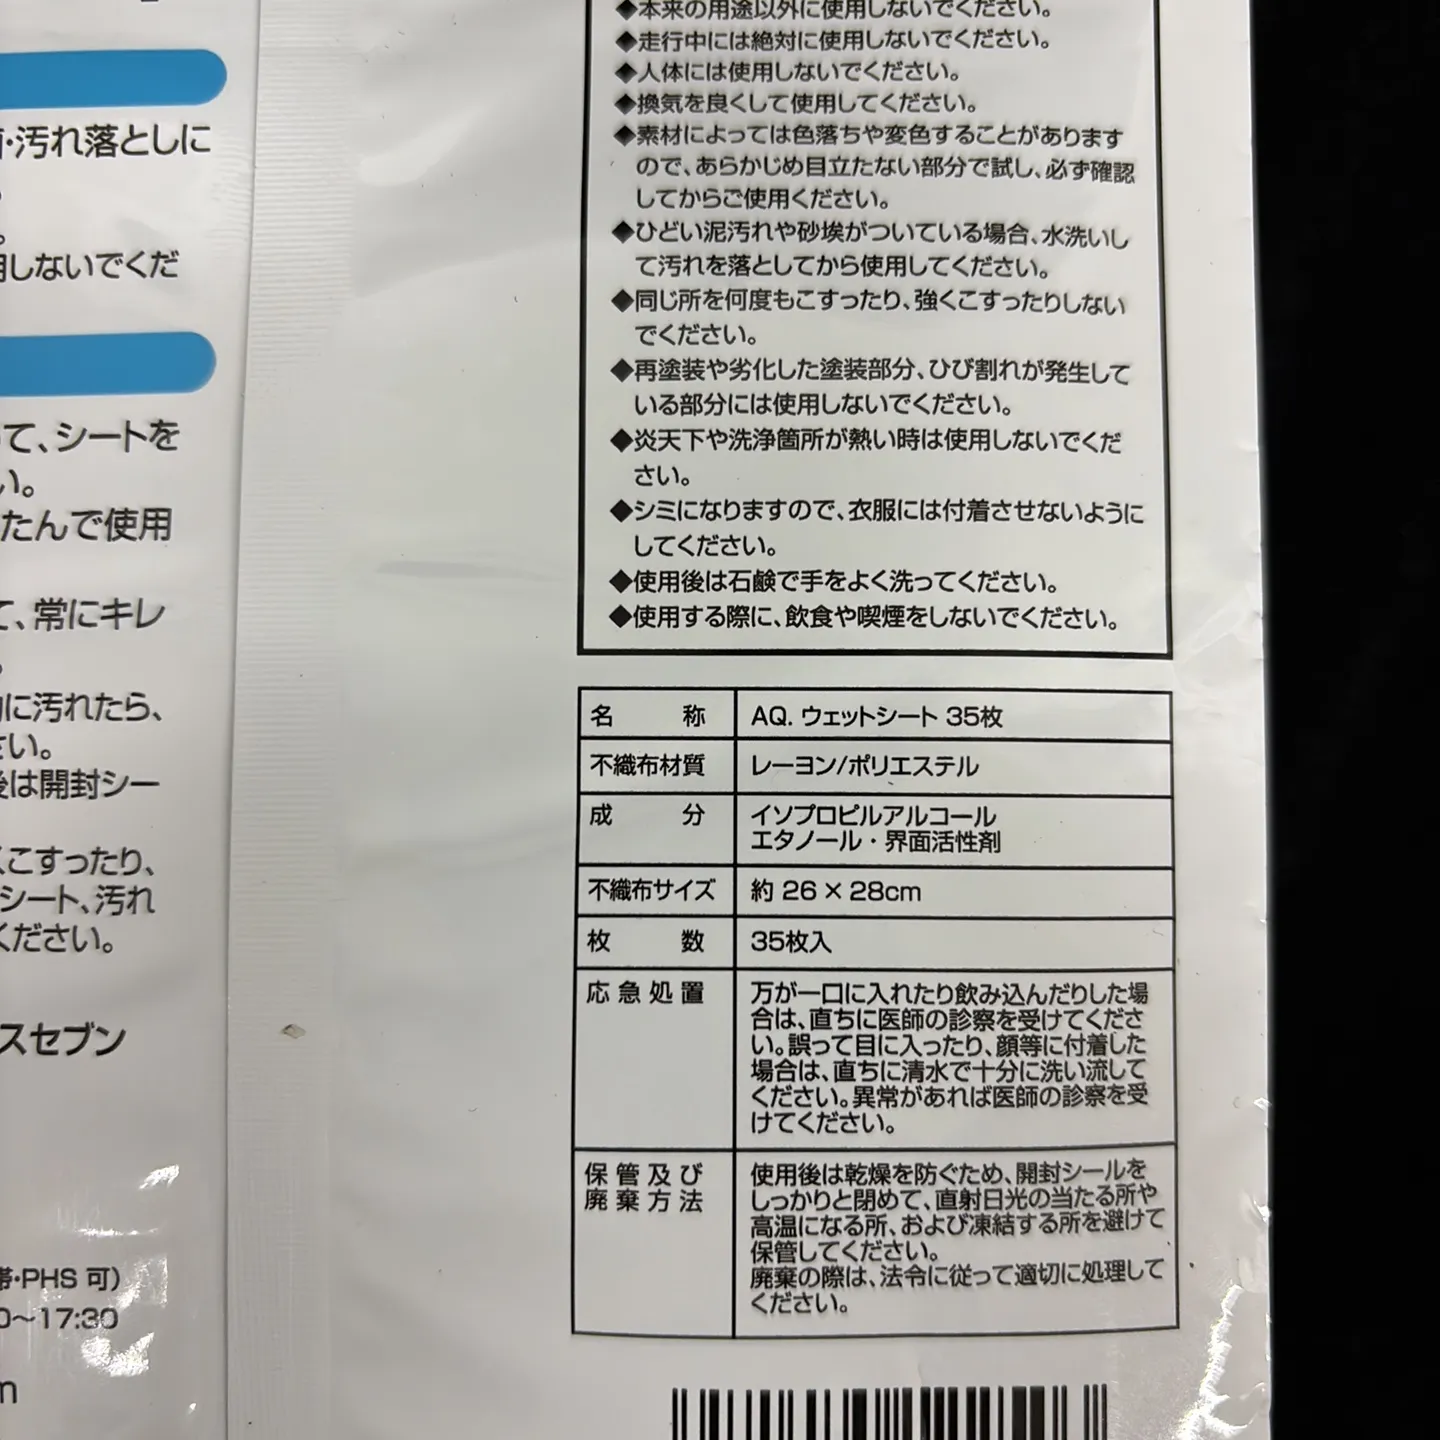 ・汚れ落としに
しないでくだ
て、シートを
い。
たんで使用
て、常にキレ
に汚れたら、
さい。
後は開封シー
くこすったり、
シート、汚れ
ください。
スセブン
帯・PHS 可)
0〜17:30
m
◆本来の用途以外に使用しないでください。
◆走行中には絶対に使用しないでください。
◆人体には使用しないでください。
◆換気を良くして使用してください。
◆素材によっては色落ちや変色することがあります
ので、あらかじめ目立たない部分で試し、必ず確認
してからご使用ください。
◆ひどい泥汚れや砂埃がついている場合、水洗いし
て汚れを落としてから使用してください。
◆同じ所を何度もこすったり、強くこすったりしない
でください。
◆再塗装や劣化した塗装部分、ひび割れが発生して
いる部分には使用しないでください。
◆炎天下や洗浄箇所が熱い時は使用しないでくだ
さい。
◆シミになりますので、衣服には付着させないように
してください。
◆使用後は石鹸で手をよく洗ってください。
◆使用する際に、飲食や喫煙をしないでください。
名称 AQ. ウェットシート 35枚
不織布材質 レーヨン/ポリエステル
成分 イソプロピルアルコール
エタノール・界面活性剤
不織布サイズ 約 26 × 28cm
枚数 35枚入
応急処置 万が一口に入れたり飲み込んだりした場
合は、直ちに医師の診察を受けてくださ
い。誤って目に入ったり、顔等に付着した
場合は、直ちに清水で十分に洗い流して
ください。異常があれば医師の診察を受
けてください。
保管及び 使用後は乾燥を防ぐため、開封シールを
廃棄方法 しっかりと閉めて、直射日光の当たる所や
高温になる所、および凍結する所を避けて
保管してください。
廃棄の際は、法令に従って適切に処理して
ください。